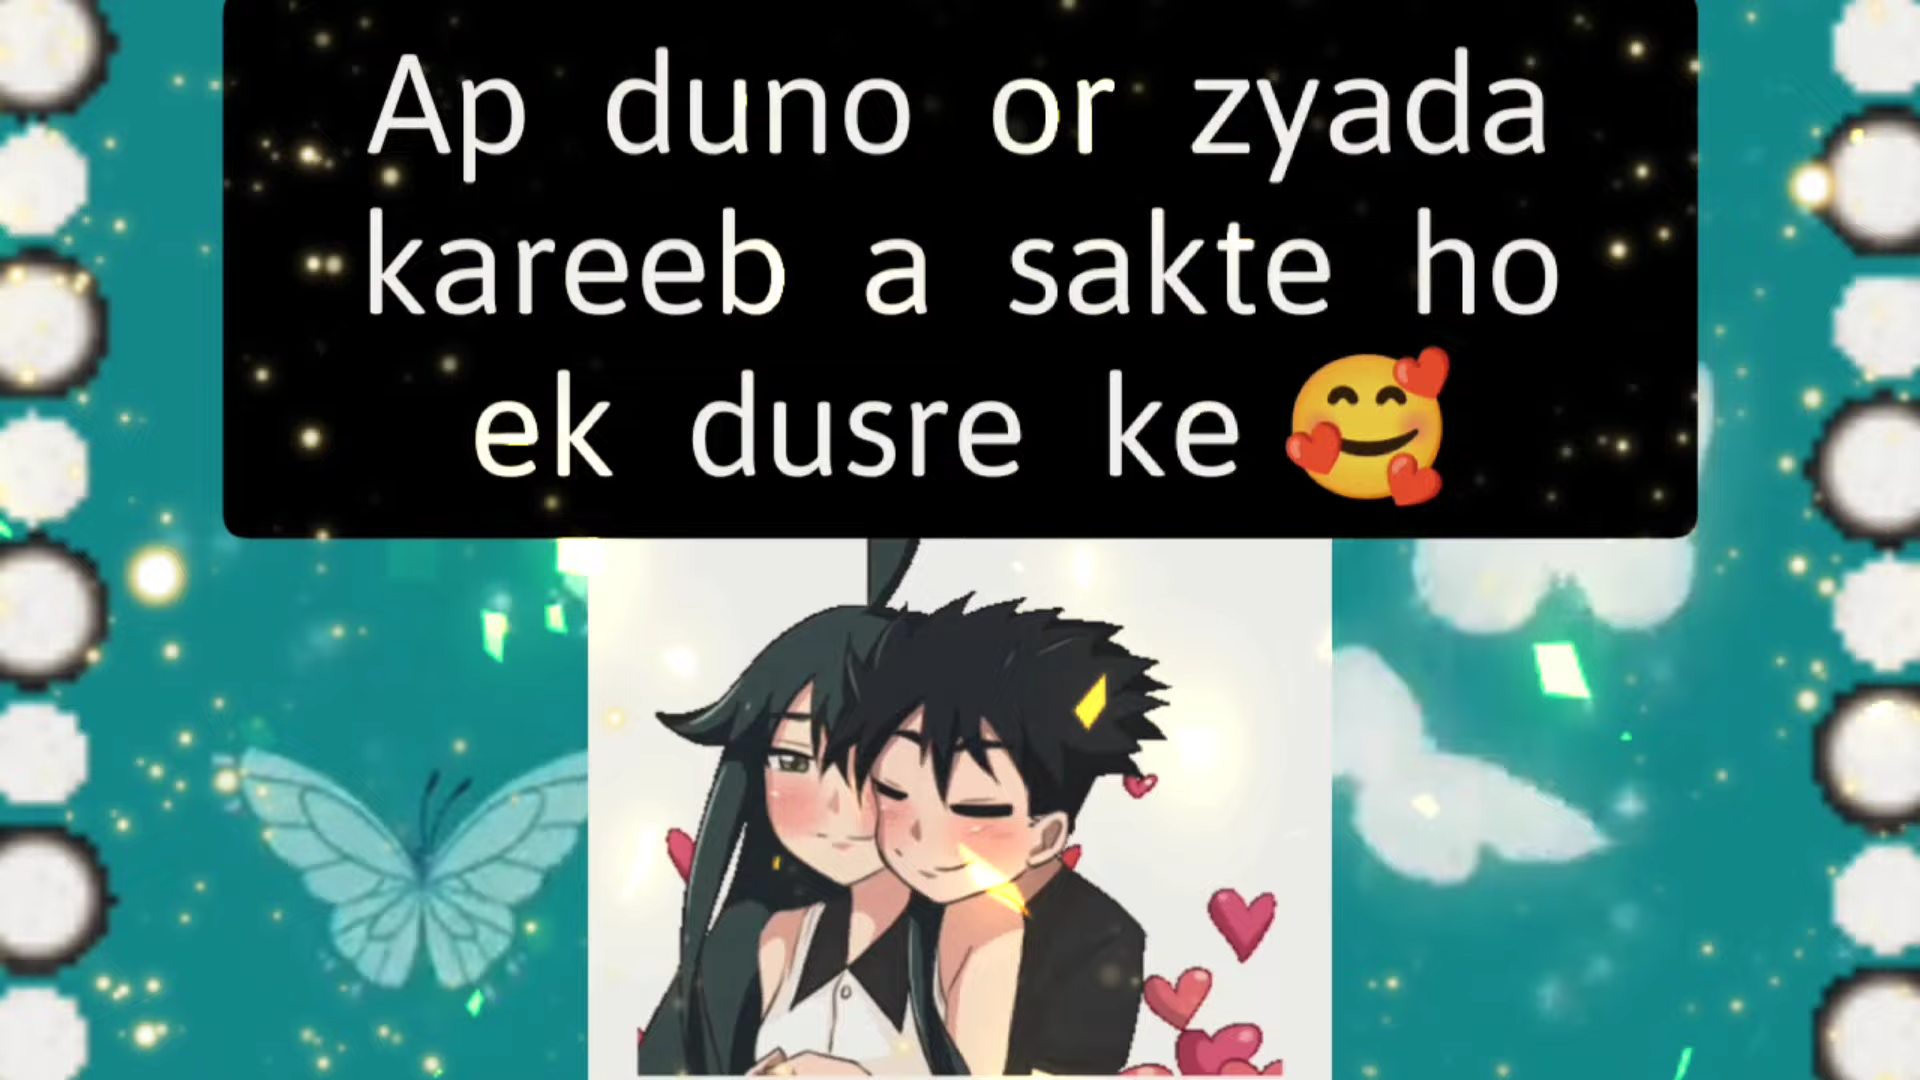 Ap duno or zyada
kareeb a sakte ho
ek dusre ke 🥰